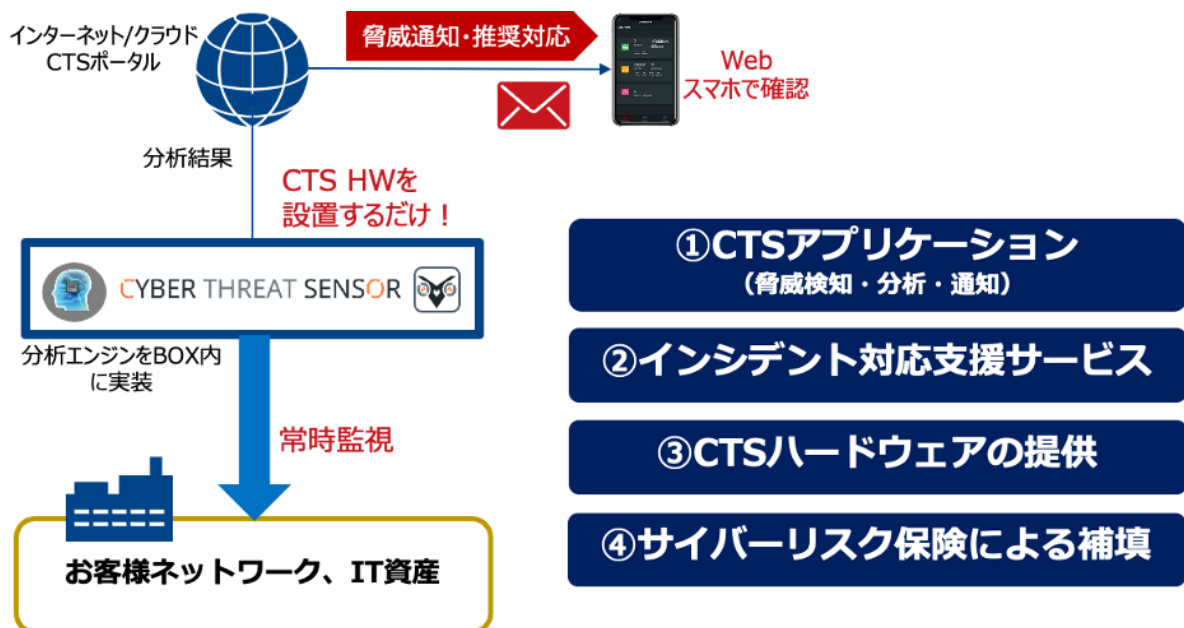 インターネット/クラウド
CTSポータル
脅威通知・推奨対応
Web
スマホで確認
分析結果
CTS HWを
設置するだけ！
CYBER THREAT SENSOR
分析エンジンをBOX内
に実装
常時監視
お客様ネットワーク、IT資産
①CTSアプリケーション
（脅威検知・分析・通知）
②インシデント対応支援サービス
③CTSハードウェアの提供
④サイバーリスク保険による補填